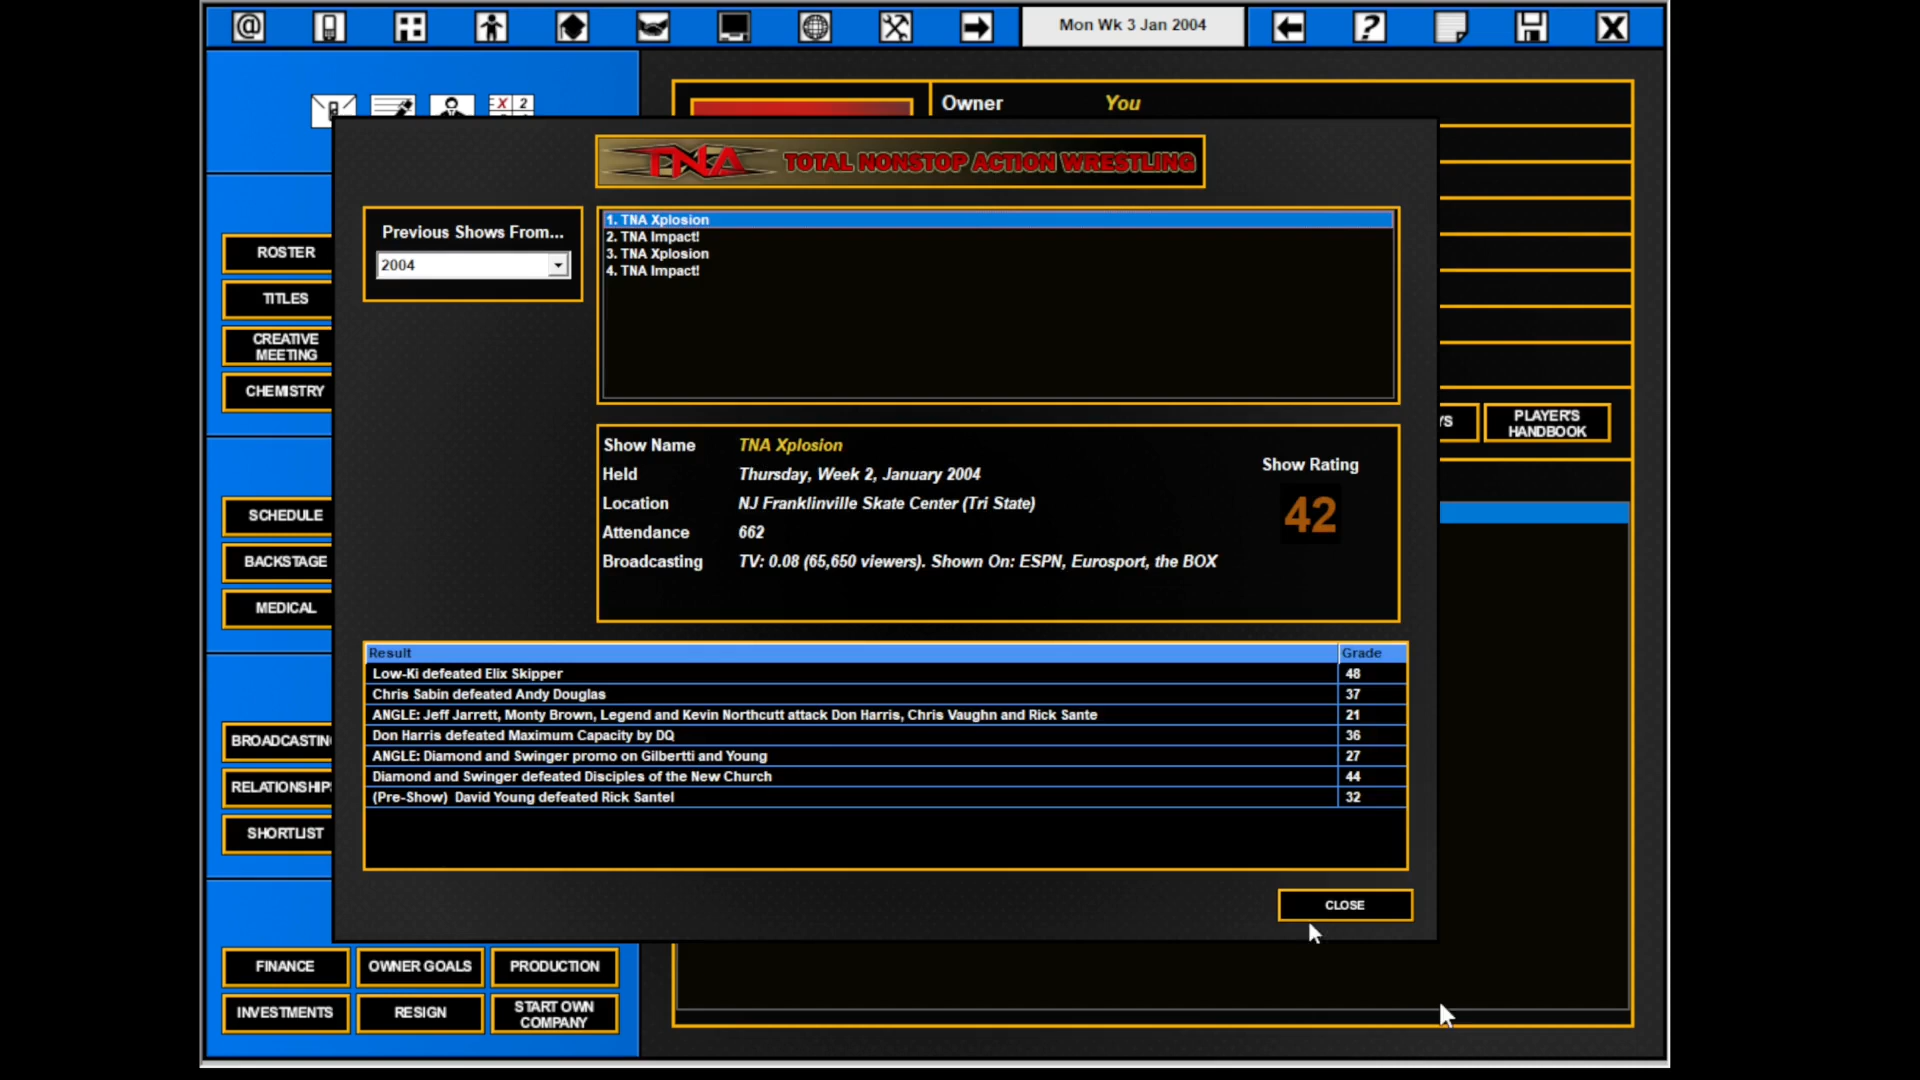 Mon Wk 3 Jan 2004
Owner You
TNA TOTAL NONSTOP ACTION WRESTLING
Previous Shows From...
2004
1. TNA Xplosion
2. TNA Impact!
3. TNA Xplosion
4. TNA Impact!
ROSTER
TITLES
CREATIVE
MEETING
CHEMISTRY
YS
PLAYER'S
HANDBOOK
Show Name TNA Xplosion
Held Thursday, Week 2, January 2004
Location NJ Franklinville Skate Center (Tri State)
Attendance 662
Broadcasting TV: 0.08 (65,650 viewers). Shown On: ESPN, Eurosport, the BOX
Show Rating
42
SCHEDULE
BACKSTAGE
MEDICAL
Result Grade
Low-Ki defeated Elix Skipper 48
Chris Sabin defeated Andy Douglas 37
ANGLE: Jeff Jarrett, Monty Brown, Legend and Kevin Northcutt attack Don Harris, Chris Vaughn and Rick Sante 21
Don Harris defeated Maximum Capacity by DQ 36
ANGLE: Diamond and Swinger promo on Gilbertti and Young 27
Diamond and Swinger defeated Disciples of the New Church 44
(Pre-Show) David Young defeated Rick Santel 32
BROADCASTIN
RELATIONSHIP
SHORTLIST
CLOSE
FINANCE
OWNER GOALS
PRODUCTION
INVESTMENTS
RESIGN
START OWN
COMPANY